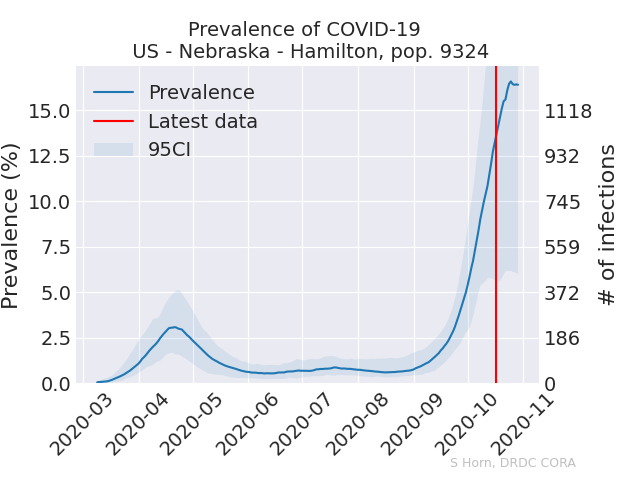 Prevalence of COVID-19
US - Nebraska - Hamilton, pop. 9324
Prevalence
Latest data
95CI
Prevalence (%)
15.0
12.5
10.0
7.5
5.0
2.5
0.0
1118
932
745
559
372
186
0
# of infections
2020-03
2020-04
2020-05
2020-06
2020-07
2020-08
2020-09
2020-10
2020-11
S Horn, DRDC CORA